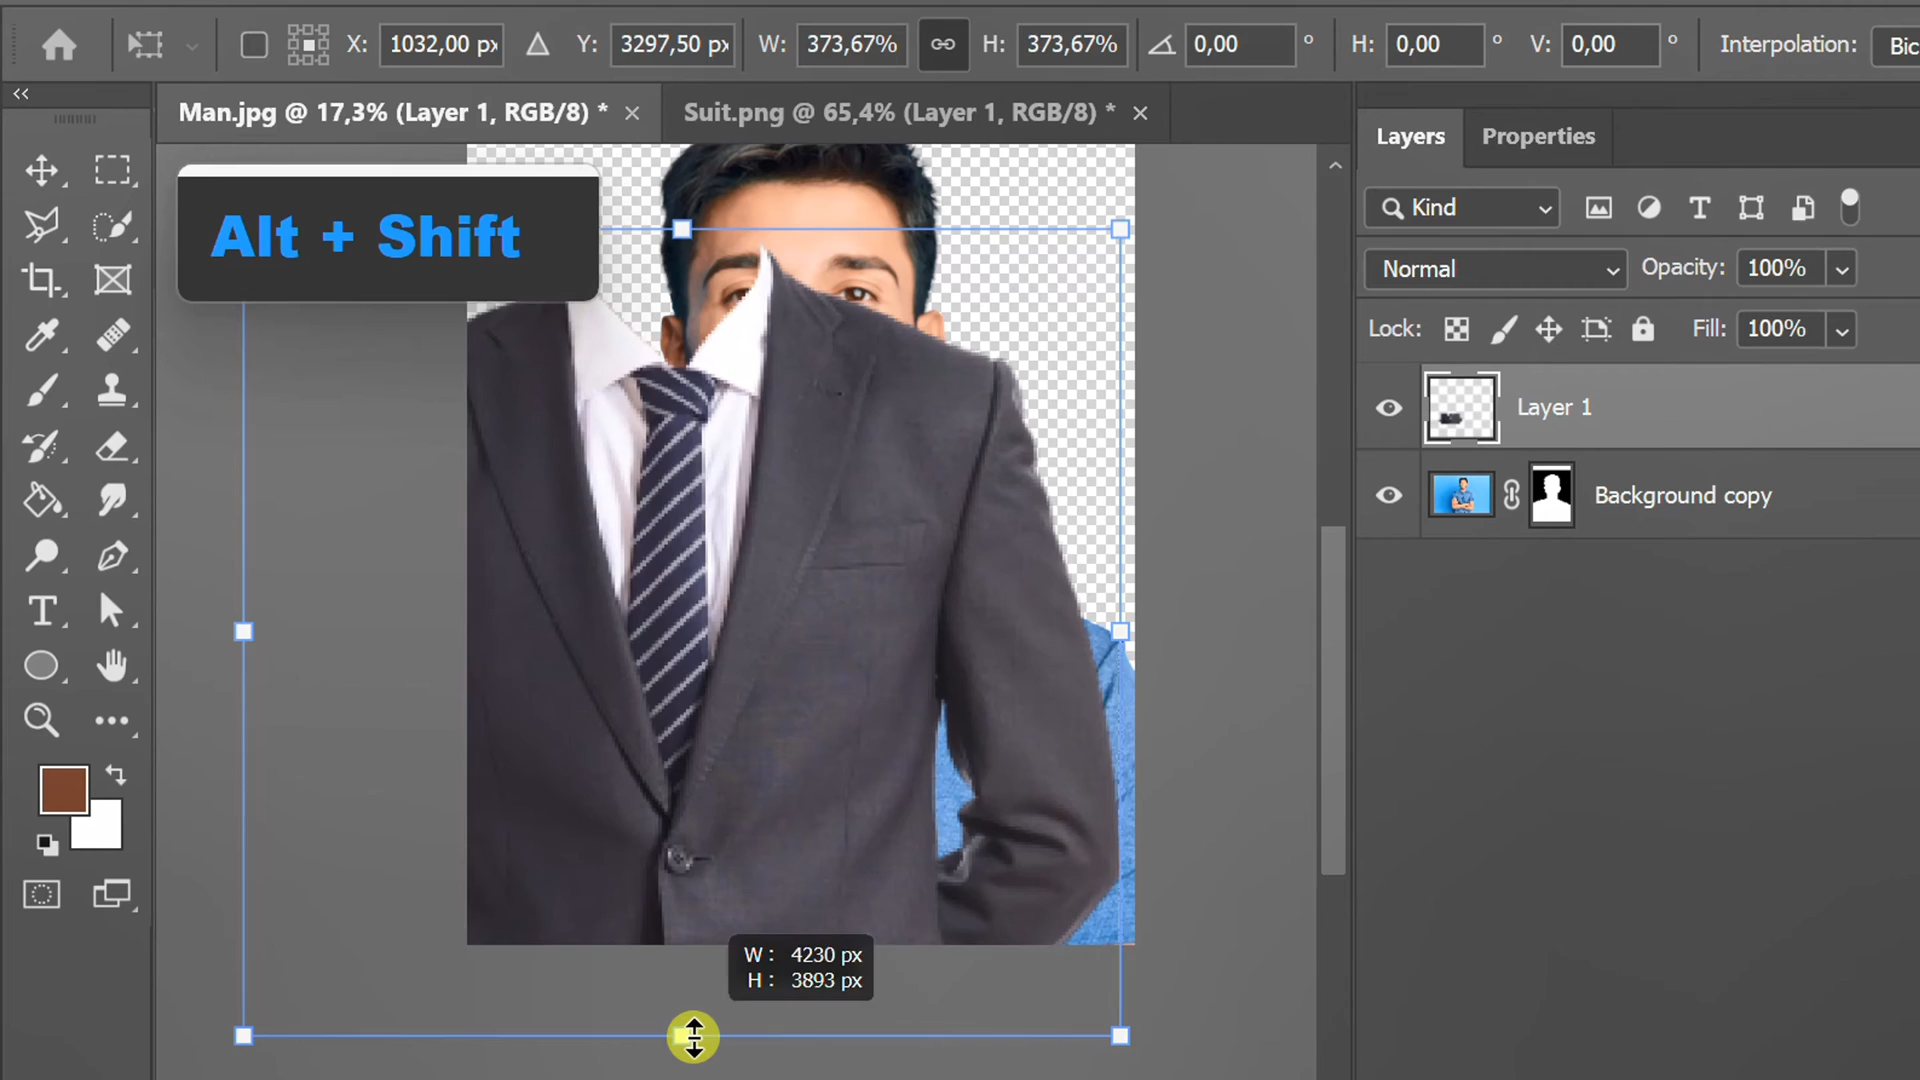 X: 1032,00 px Y: 3297,50 px W: 373,67% H: 373,67% 0,00 ° H: 0,00 ° V: 0,00 ° Interpolation: Bic
Man.jpg @ 17,3% (Layer 1, RGB/8) * Suit.png @ 65,4% (Layer 1, RGB/8) *
Alt + Shift
W : 4230 px
H : 3893 px
Layers Properties
Kind
Normal Opacity: 100%
Lock: Fill: 100%
Layer 1
Background copy